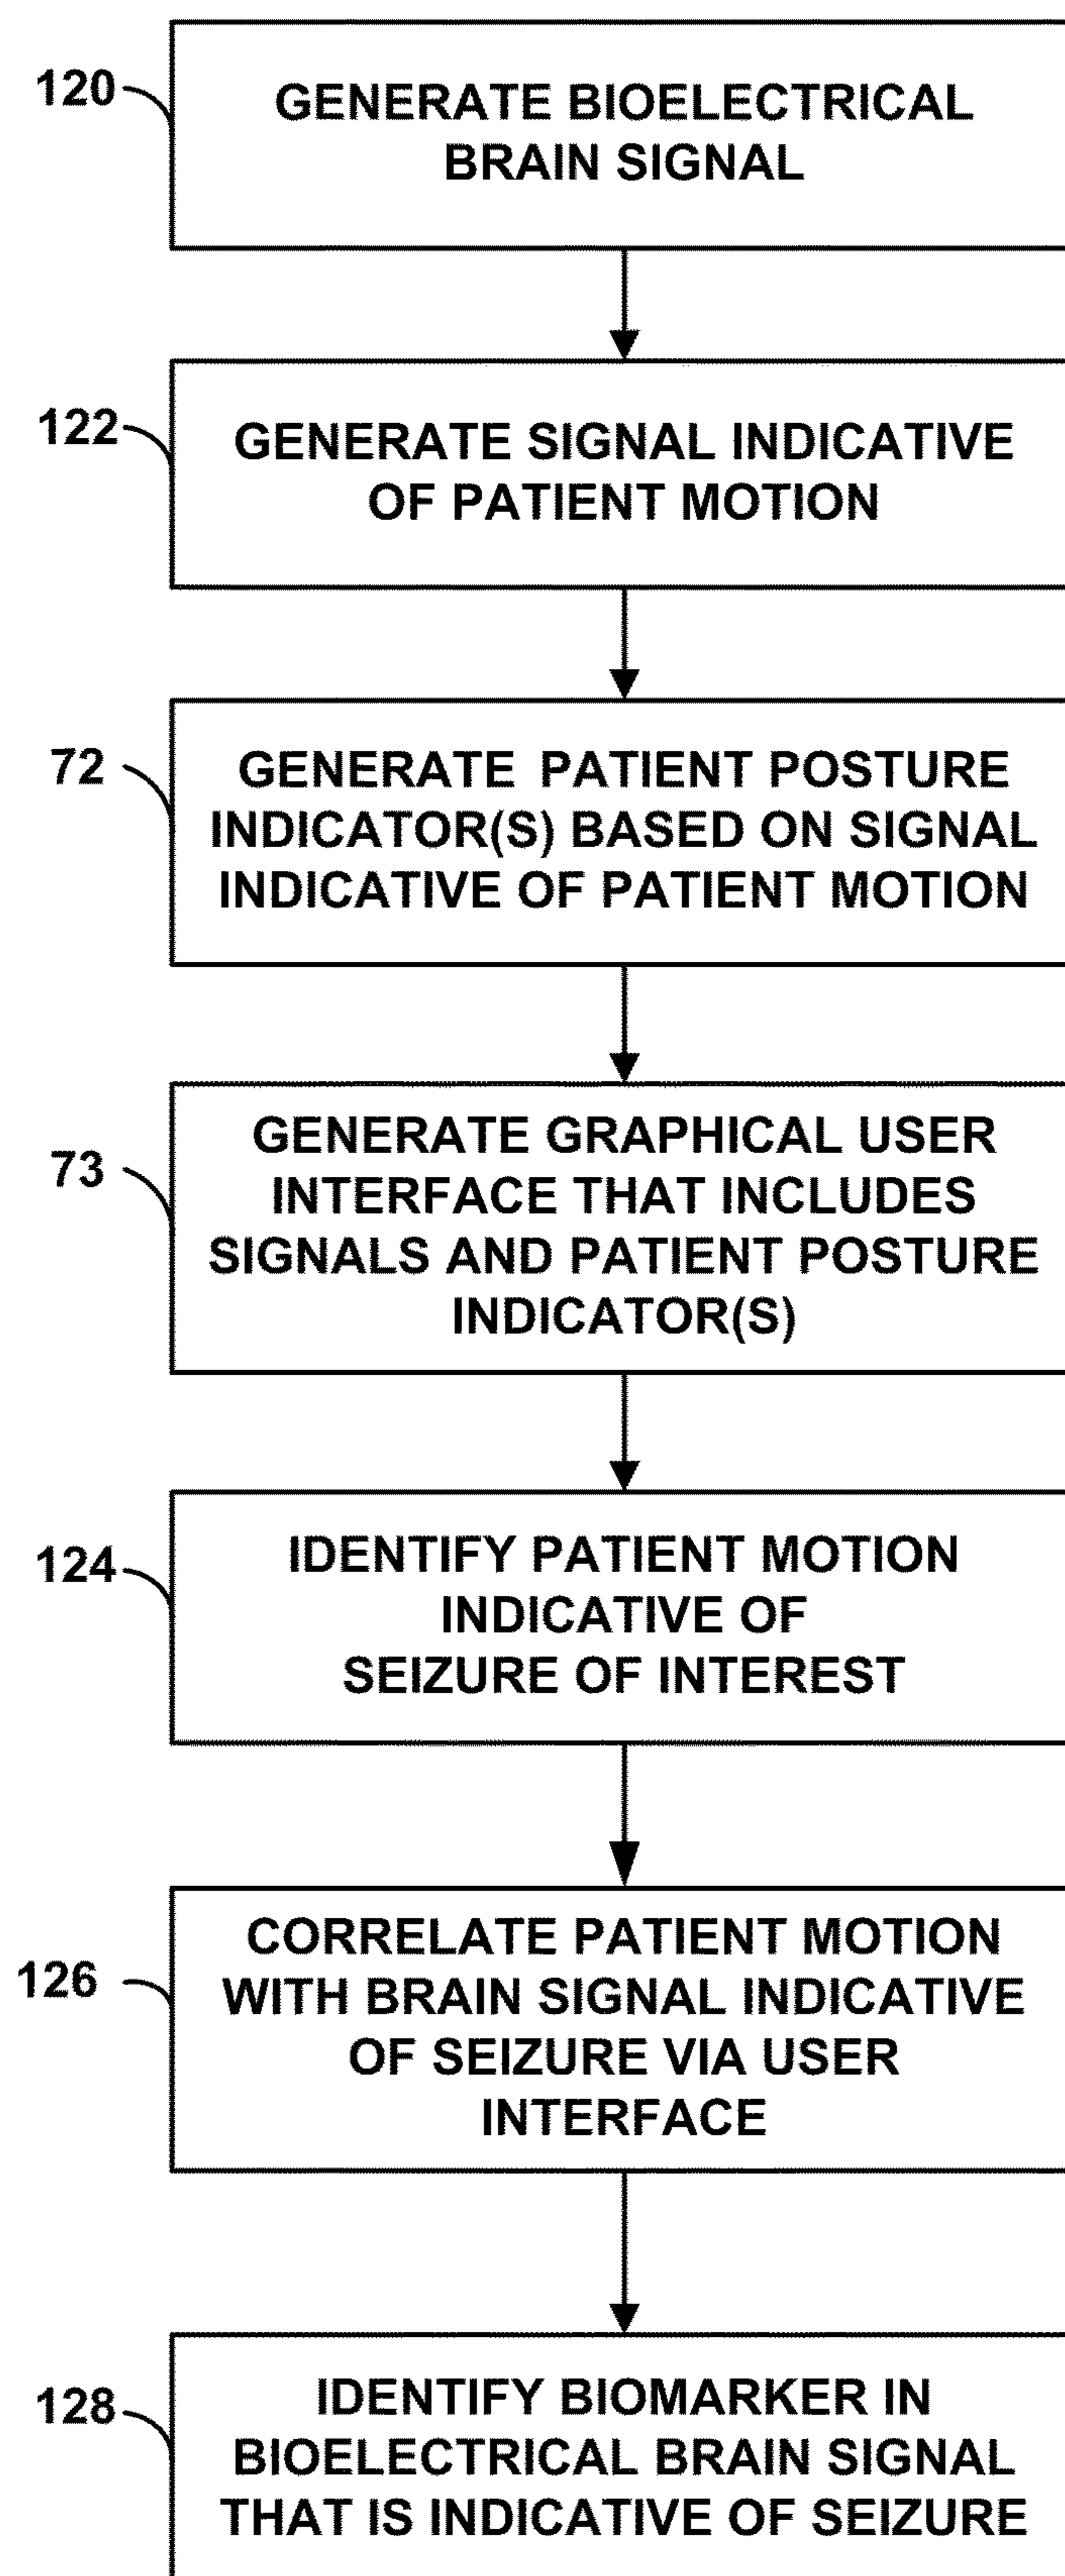 120
GENERATE BIOELECTRICAL
BRAIN SIGNAL
122
GENERATE SIGNAL INDICATIVE
OF PATIENT MOTION
72
GENERATE PATIENT POSTURE
INDICATOR(S) BASED ON SIGNAL
INDICATIVE OF PATIENT MOTION
73
GENERATE GRAPHICAL USER
INTERFACE THAT INCLUDES
SIGNALS AND PATIENT POSTURE
INDICATOR(S)
124
IDENTIFY PATIENT MOTION
INDICATIVE OF
SEIZURE OF INTEREST
126
CORRELATE PATIENT MOTION
WITH BRAIN SIGNAL INDICATIVE
OF SEIZURE VIA USER
INTERFACE
128
IDENTIFY BIOMARKER IN
BIOELECTRICAL BRAIN SIGNAL
THAT IS INDICATIVE OF SEIZURE